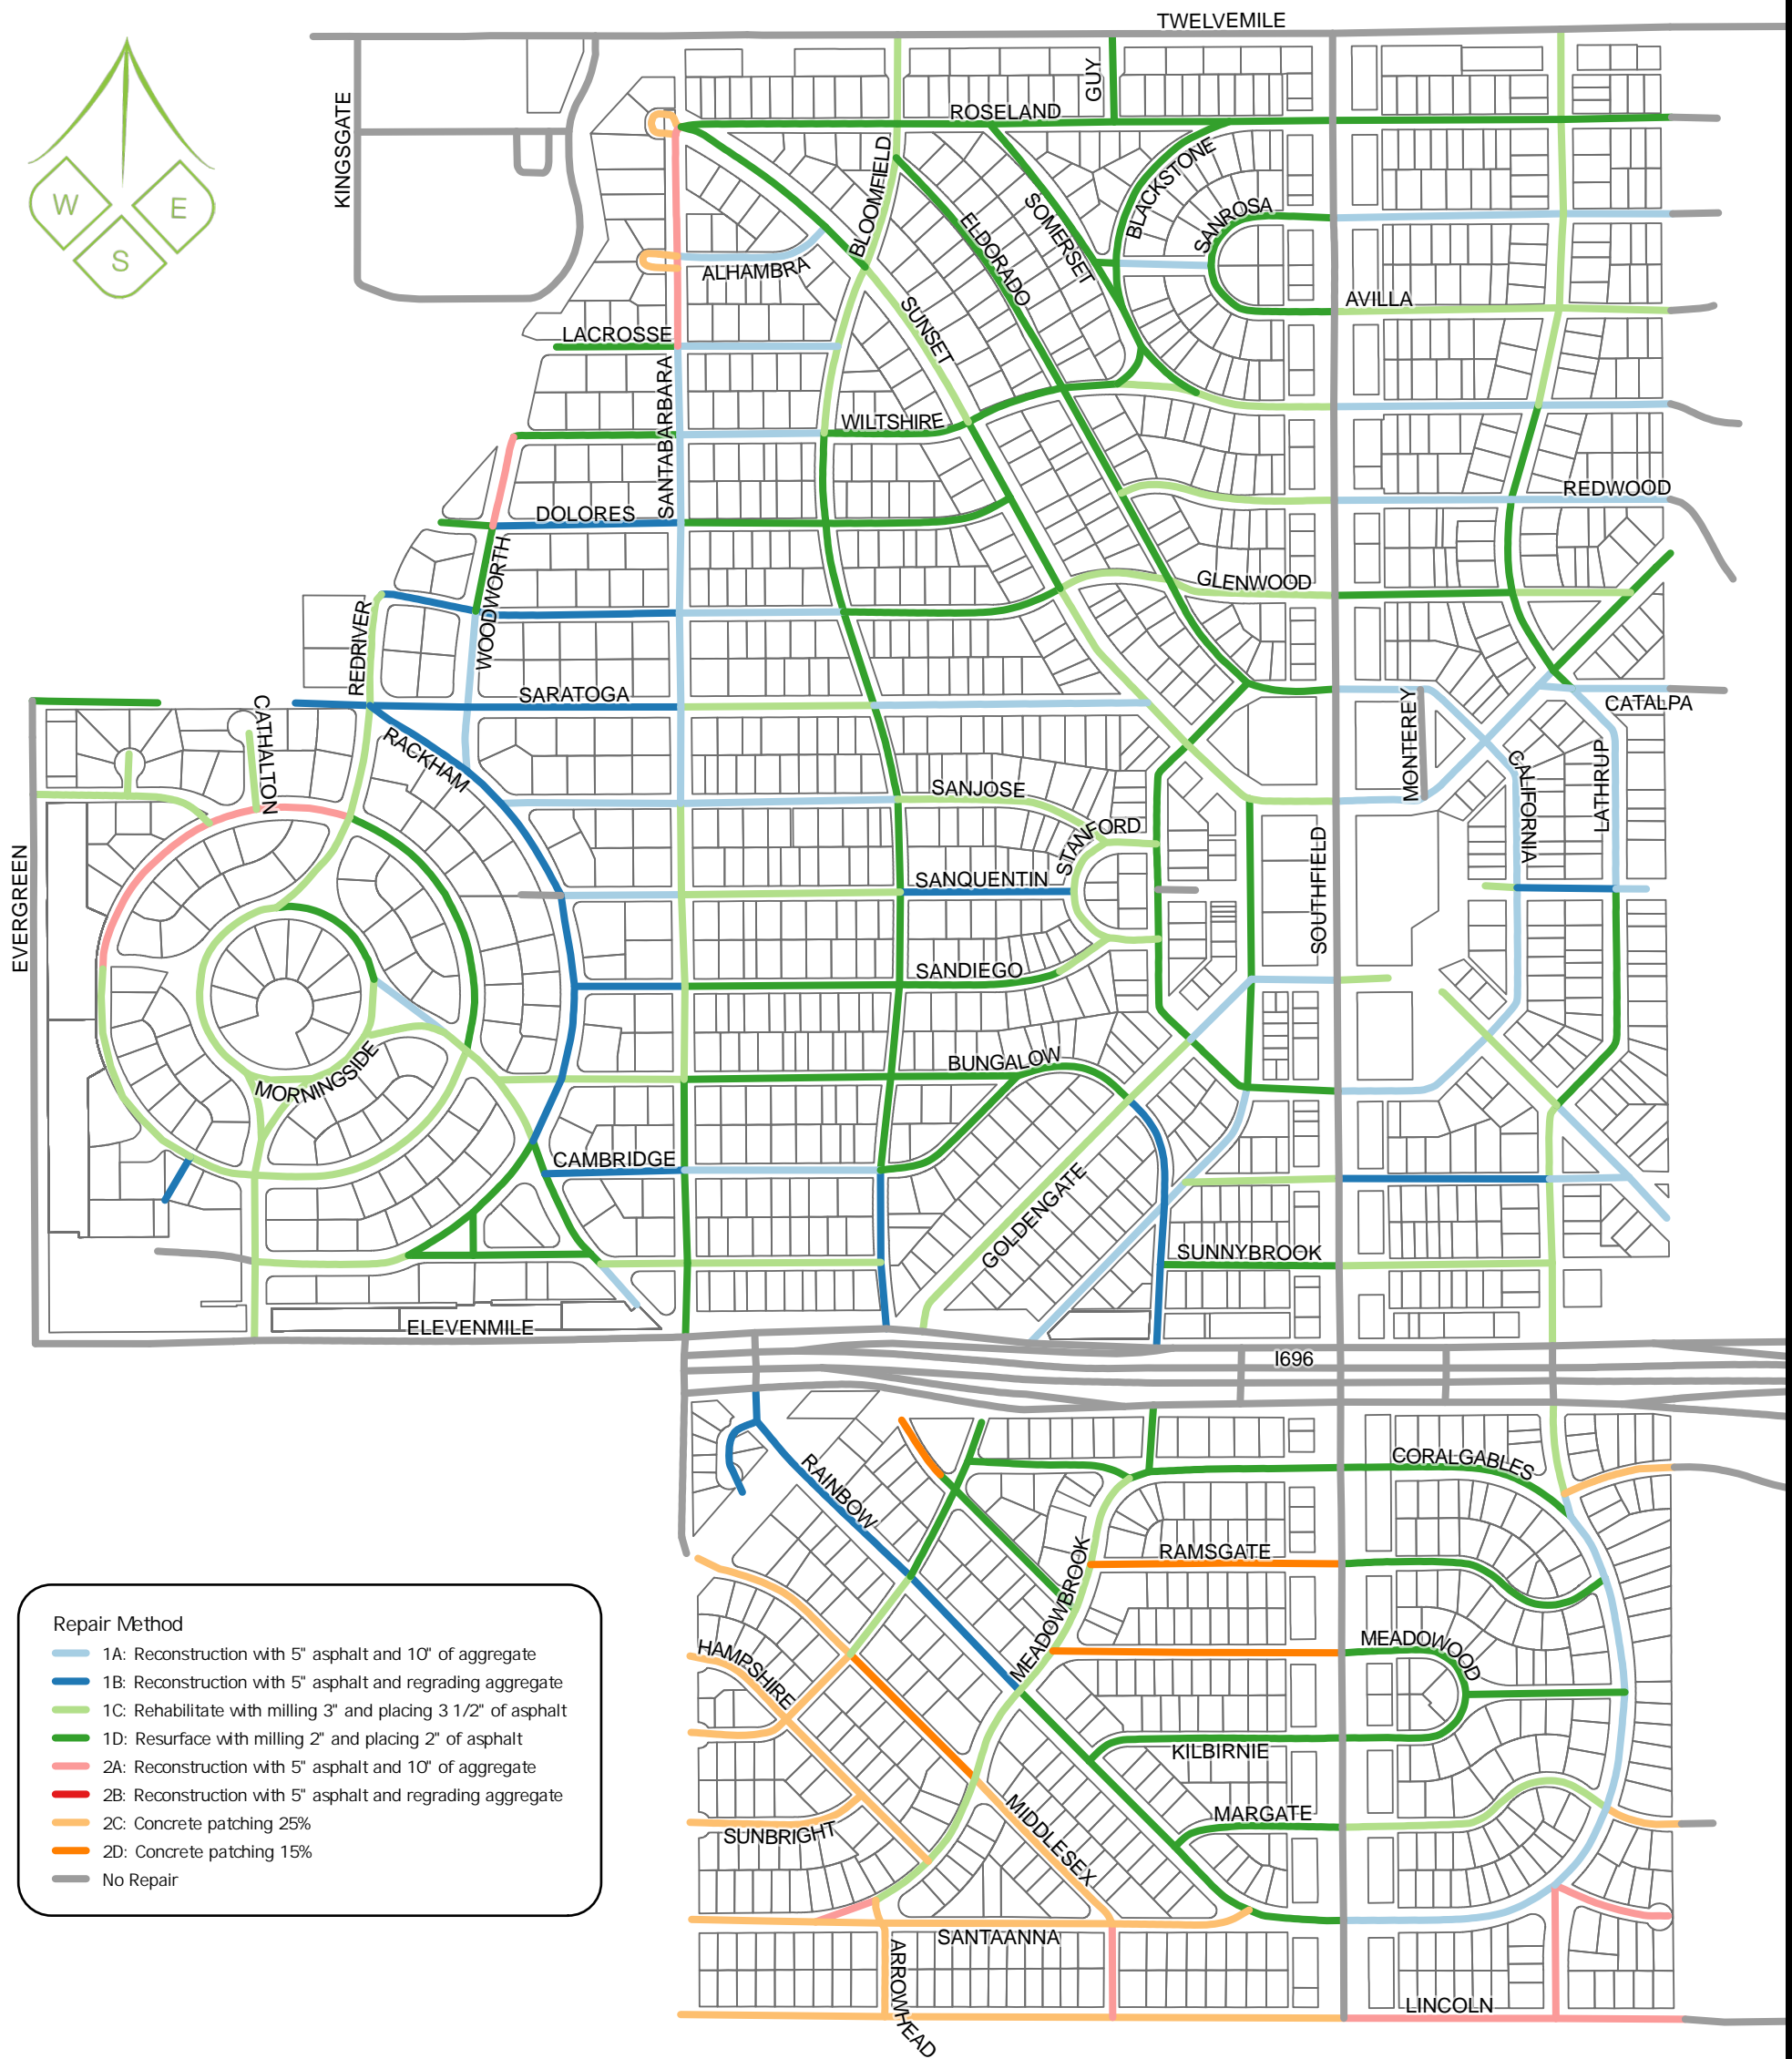 TWELVEMILE
KINGSGATE
GUY
ROSELAND
BLOOMFIELD
BLACKSTONE
W
E
S
SOMERSET
SANROSA
ELDORADO
ALHAMBRA
AVILLA
LACROSSE
SUNSET
SANTABARBARA
WILTSHIRE
REDWOOD
DOLORES
WOODWORTH
GLENWOOD
REDRIVER
SARATOGA
CATHALTON
CATALPA
RACKHAM
MONTEREY
CALIFORNIA
LATHRUP
SANJOSE
STANFORD
EVERGREEN
SANQUENTIN
SOUTHFIELD
SANDIEGO
BUNGALOW
MORNINGSIDE
CAMBRIDGE
GOLDENGATE
SUNNYBROOK
ELEVENMILE
I696
RAINBOW
CORALGABLES
MEADOWBROOK
RAMSGATE
HAMPSHIRE
MEADOWOOD
KILBIRNIE
MIDDLESEX
MARGATE
SUNBRIGHT
SANTAANNA
ARROWHEAD
LINCOLN
Repair Method
1A: Reconstruction with 5" asphalt and 10" of aggregate
1B: Reconstruction with 5" asphalt and regrading aggregate
1C: Rehabilitate with milling 3" and placing 3 1/2" of asphalt
1D: Resurface with milling 2" and placing 2" of asphalt
2A: Reconstruction with 5" asphalt and 10" of aggregate
2B: Reconstruction with 5" asphalt and regrading aggregate
2C: Concrete patching 25%
2D: Concrete patching 15%
No Repair